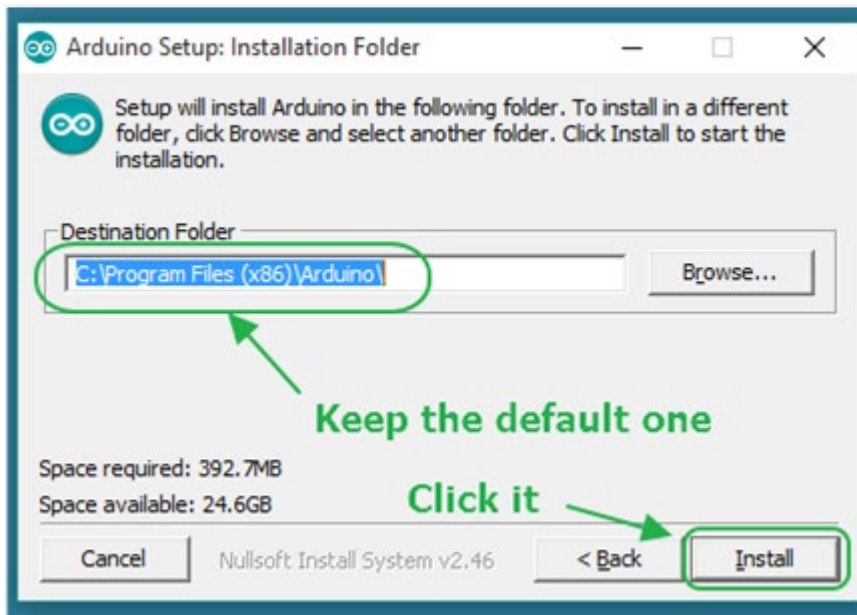 Arduino Setup: Installation Folder
Setup will install Arduino in the following folder. To install in a different
folder, click Browse and select another folder. Click Install to start the
installation.
Destination Folder
C:\Program Files (x86)\Arduino\
Browse...
Keep the default one
Space required: 392.7MB
Space available: 24.6GB
Click it
Cancel
Nullsoft Install System v2.46
< Back
Install